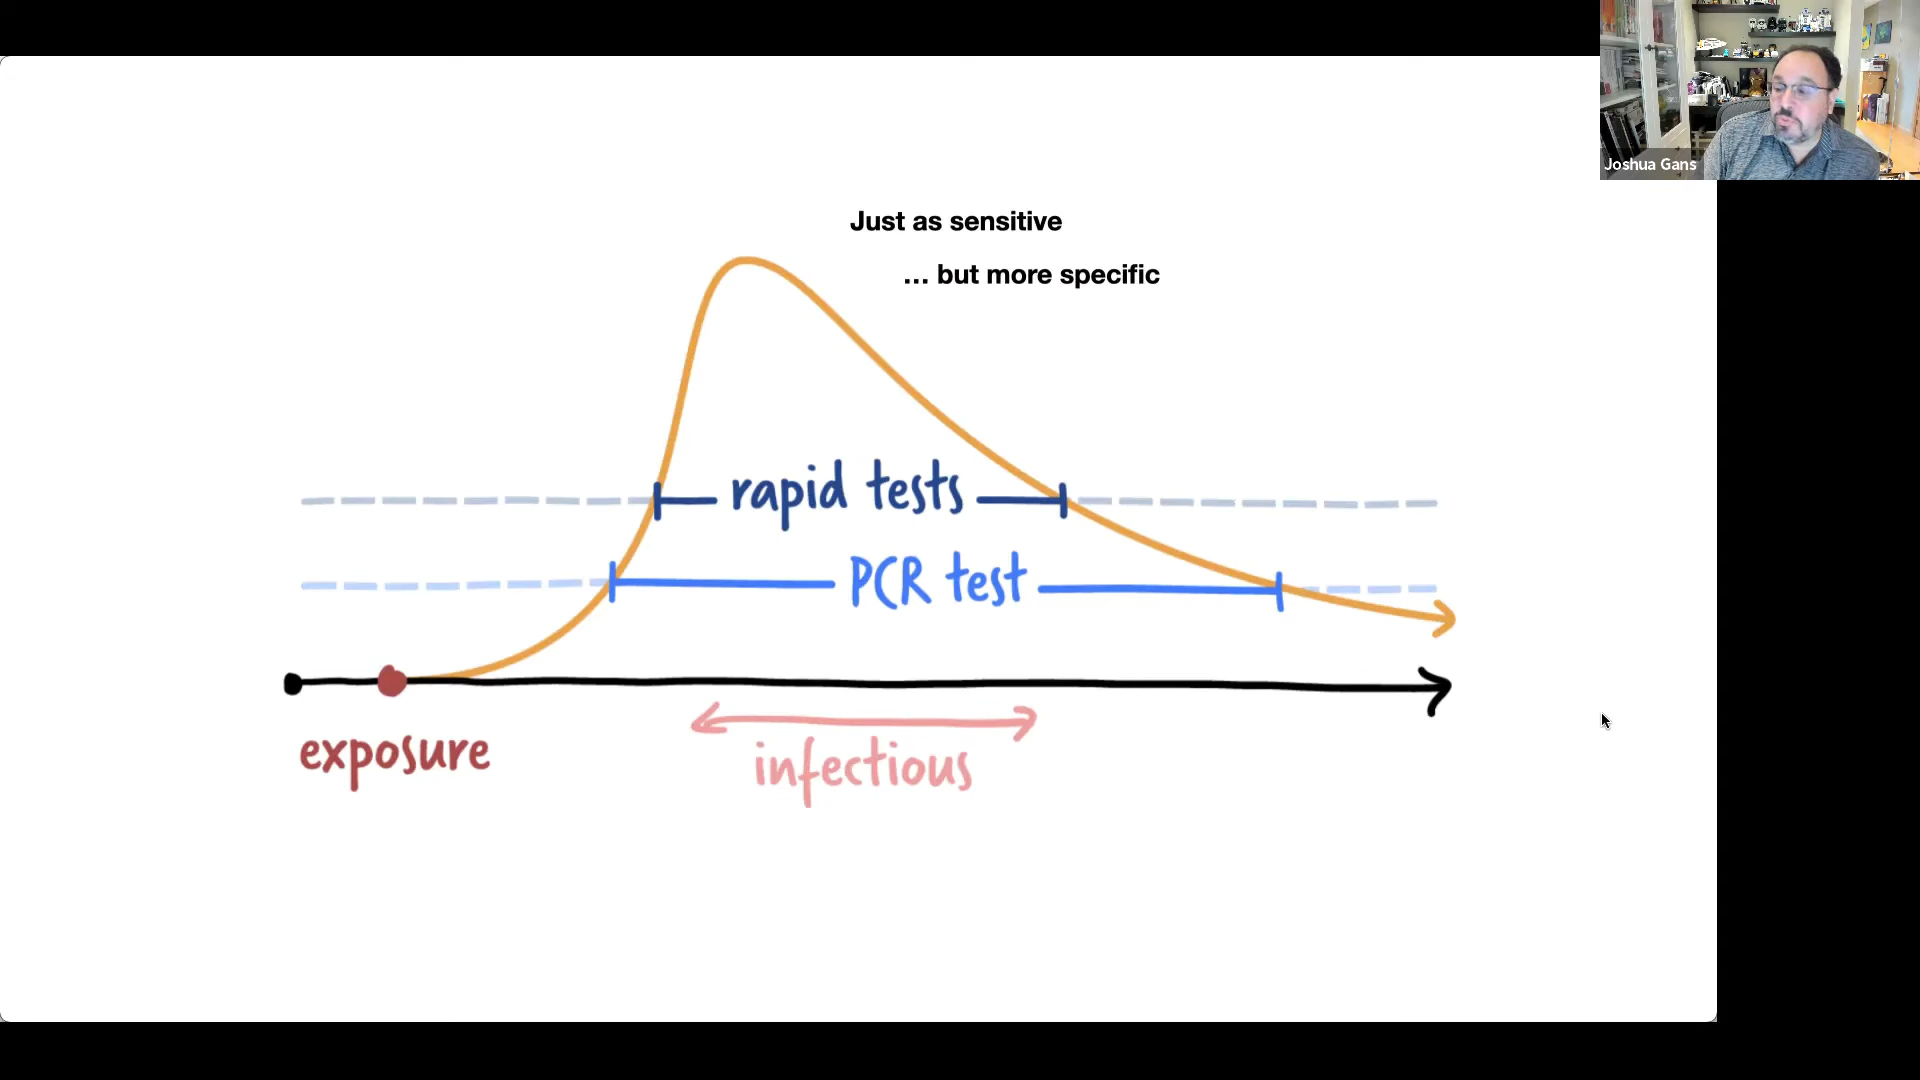 Joshua Gans
Just as sensitive
... but more specific
rapid tests
PCR test
exposure
infectious